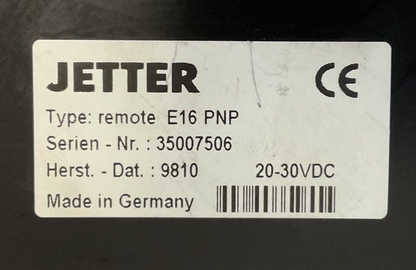 JETTER CE
Type: remote E16 PNP
Serien - Nr. : 35007506
Herst. - Dat. : 9810 20-30VDC
Made in Germany